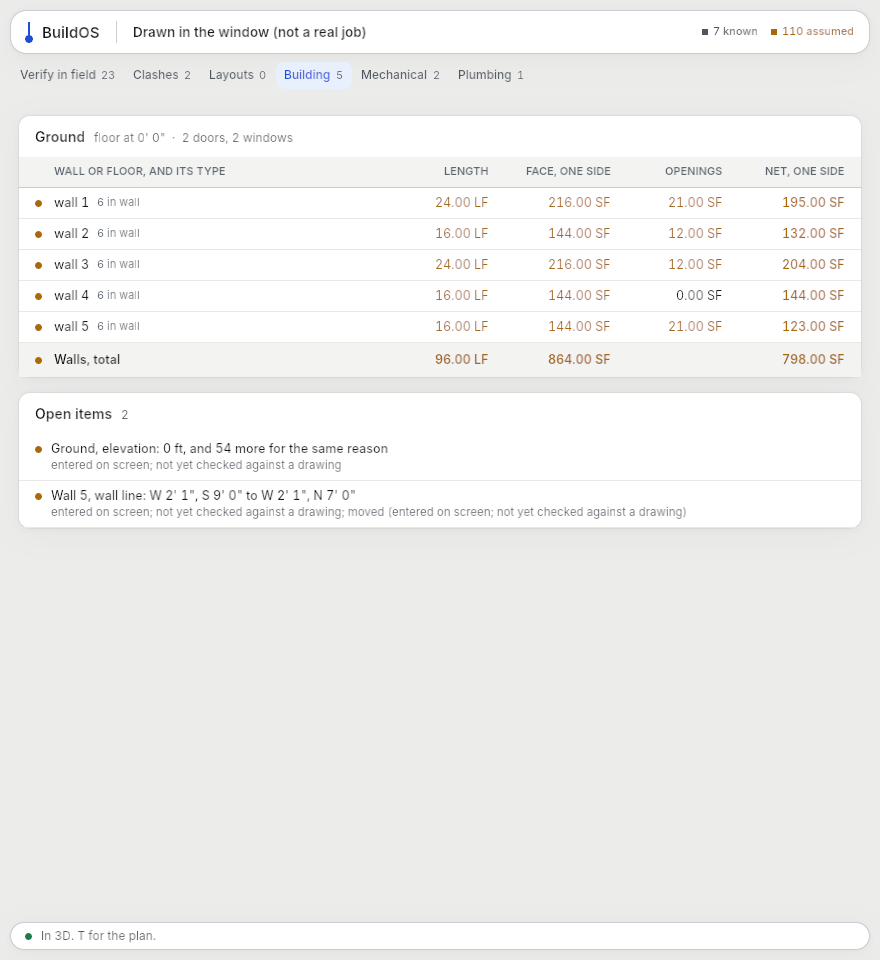 BuildOS
Drawn in the window (not a real job)
7 known
110 assumed
Verify in field 23
Clashes 2
Layouts 0
Building 5
Mechanical 2
Plumbing 1
Ground floor at 0' 0" · 2 doors, 2 windows
WALL OR FLOOR, AND ITS TYPE LENGTH FACE, ONE SIDE OPENINGS NET, ONE SIDE
wall 1 6 in wall 24.00 LF 216.00 SF 21.00 SF 195.00 SF
wall 2 6 in wall 16.00 LF 144.00 SF 12.00 SF 132.00 SF
wall 3 6 in wall 24.00 LF 216.00 SF 12.00 SF 204.00 SF
wall 4 6 in wall 16.00 LF 144.00 SF 0.00 SF 144.00 SF
wall 5 6 in wall 16.00 LF 144.00 SF 21.00 SF 123.00 SF
Walls, total 96.00 LF 864.00 SF 798.00 SF
Open items 2
Ground, elevation: 0 ft, and 54 more for the same reason
entered on screen; not yet checked against a drawing
Wall 5, wall line: W 2' 1", S 9' 0" to W 2' 1", N 7' 0"
entered on screen; not yet checked against a drawing; moved (entered on screen; not yet checked against a drawing)
In 3D. T for the plan.